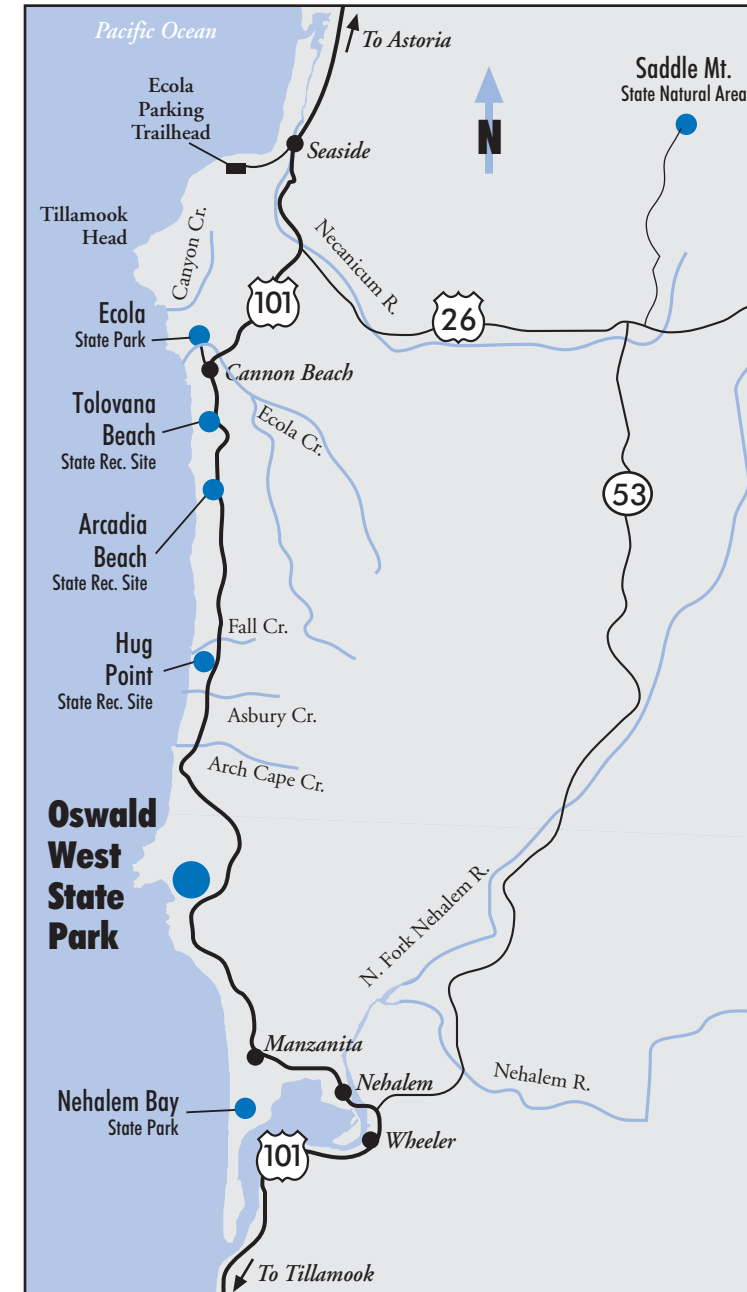 Pacific Ocean
To Astoria
Saddle Mt.
State Natural Area
Ecola
Parking
Trailhead
N
Seaside
Tillamook
Head
Canyon Cr.
Necanicum R.
101
26
Ecola
State Park
Cannon Beach
Tolovana
Beach
State Rec. Site
Ecola Cr.
53
Arcadia
Beach
State Rec. Site
Fall Cr.
Hug
Point
State Rec. Site
Asbury Cr.
Arch Cape Cr.
Oswald
West
State
Park
N. Fork Nehalem R.
Manzanita
Nehalem
Nehalem R.
Nehalem Bay
State Park
Wheeler
101
To Tillamook